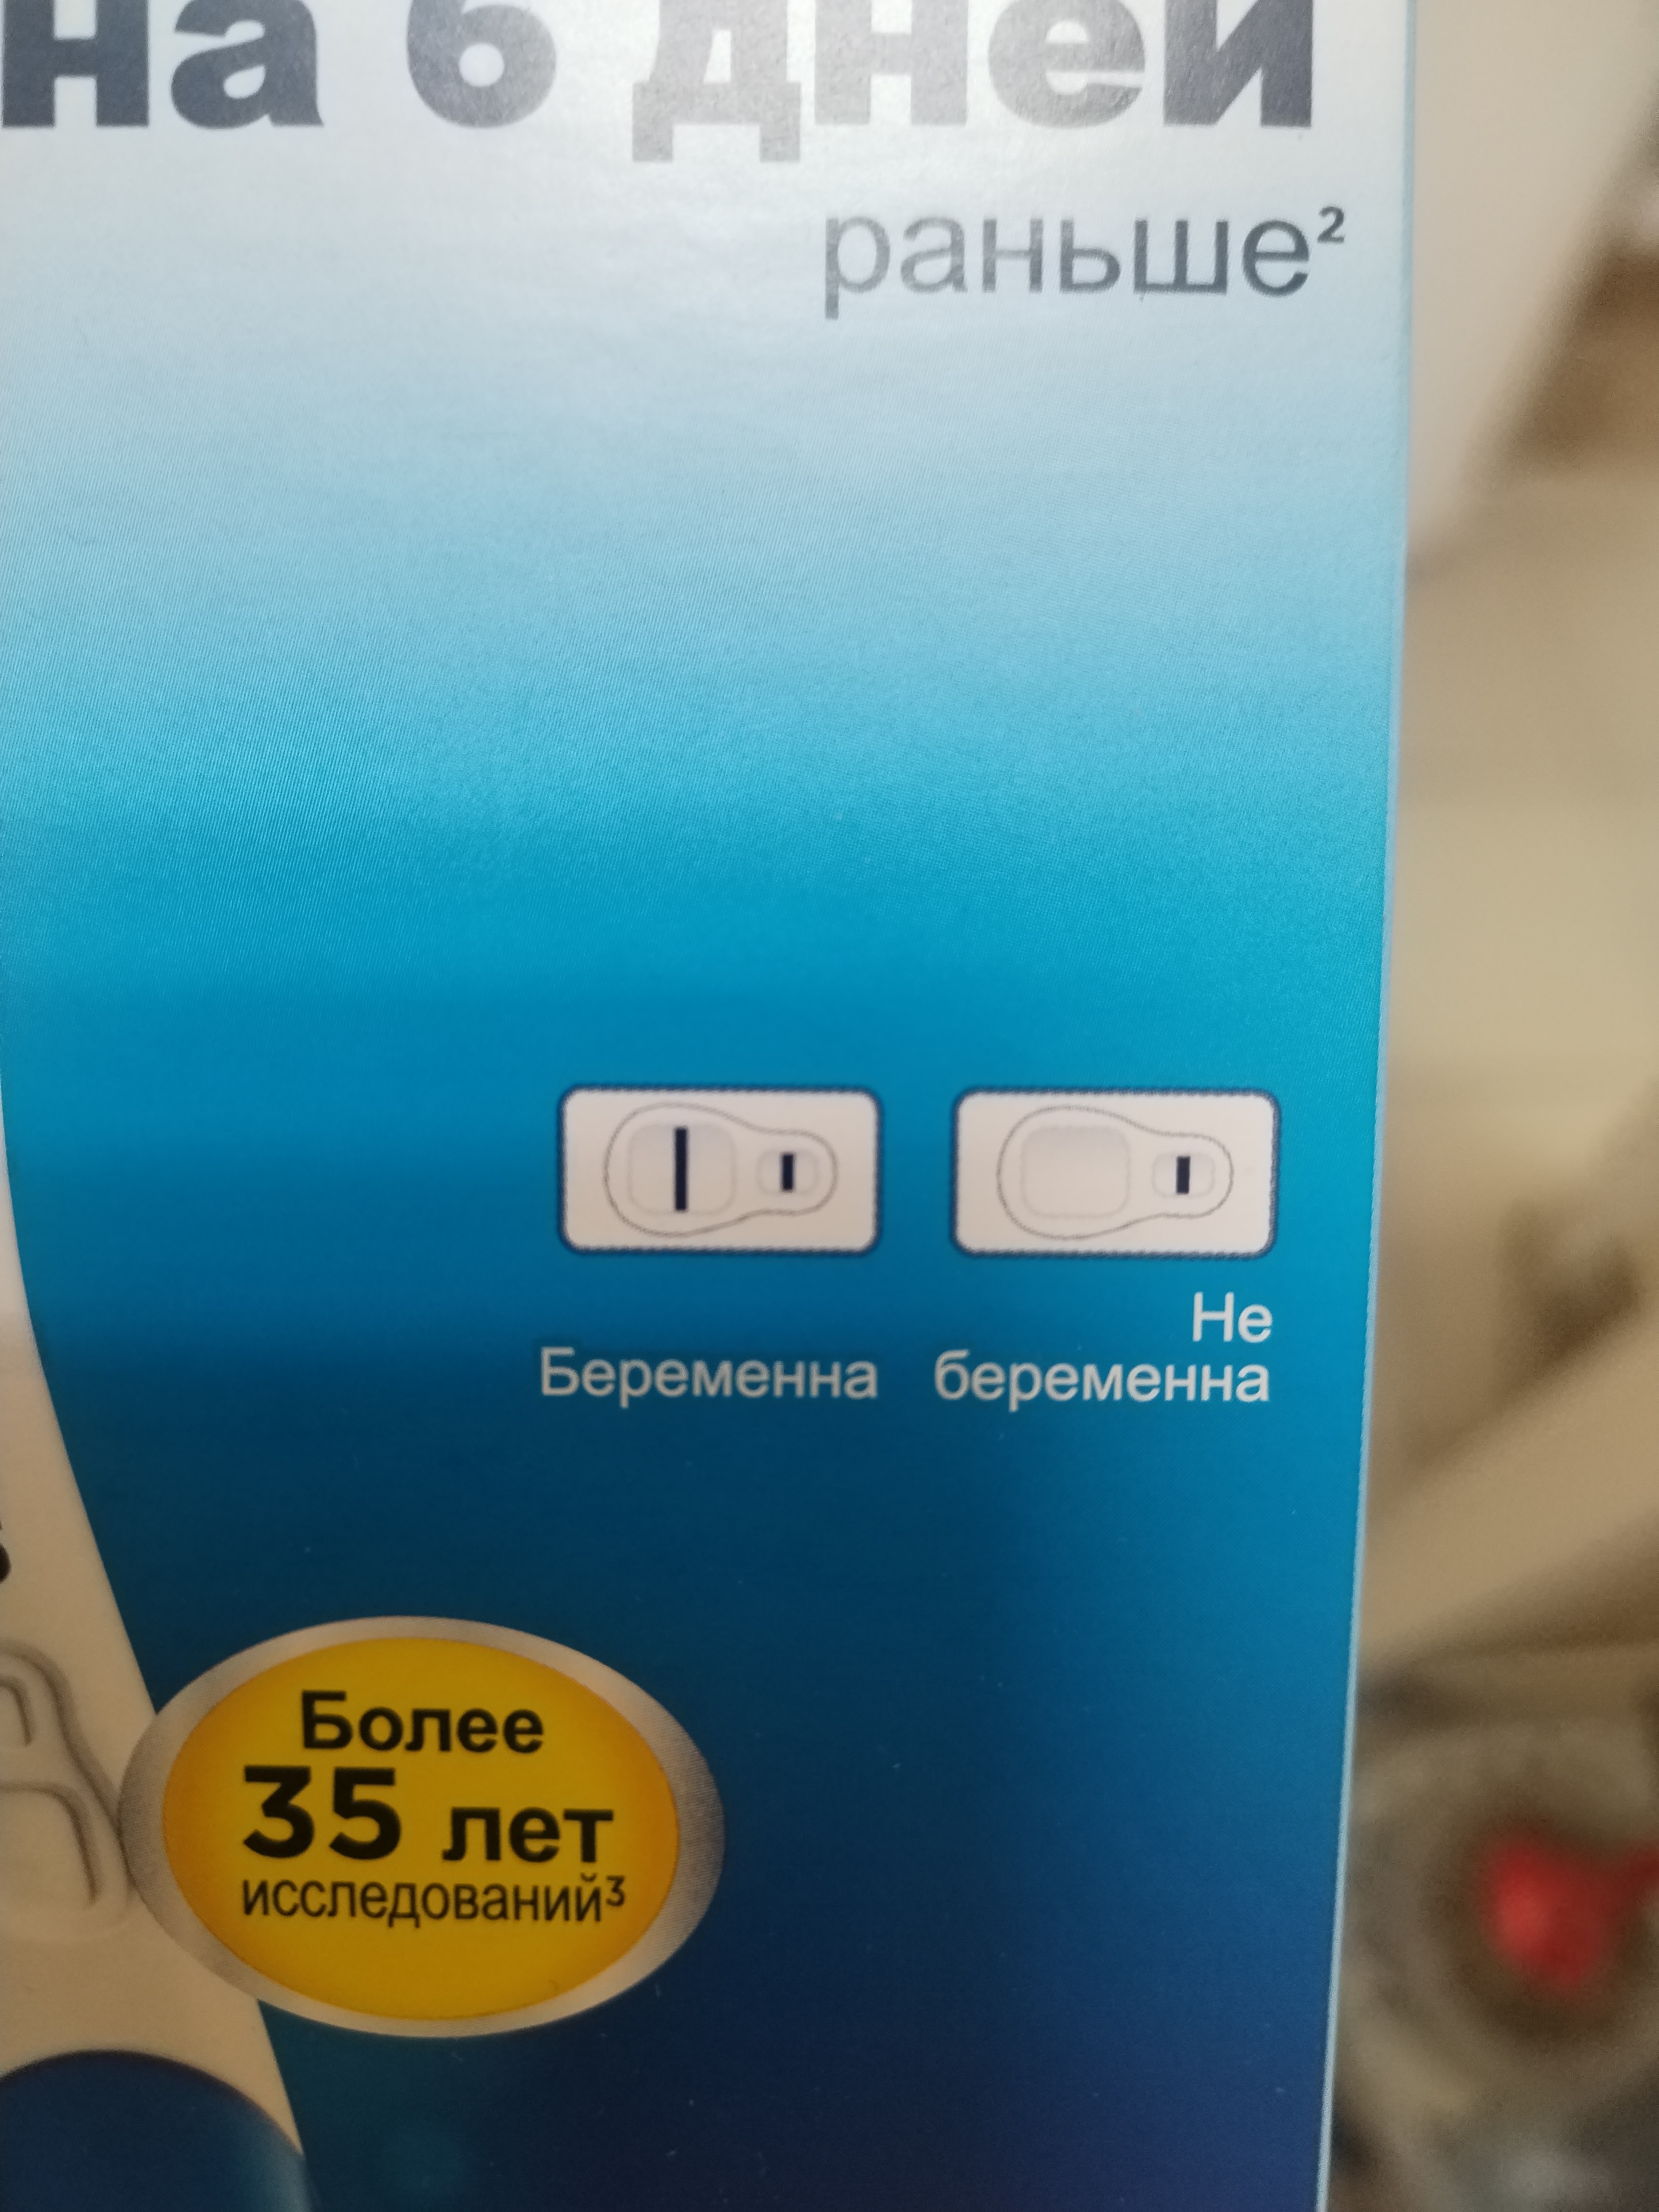 на 6 дней
раньше²
Не
Беременна беременна
Более
35 лет
исследований³